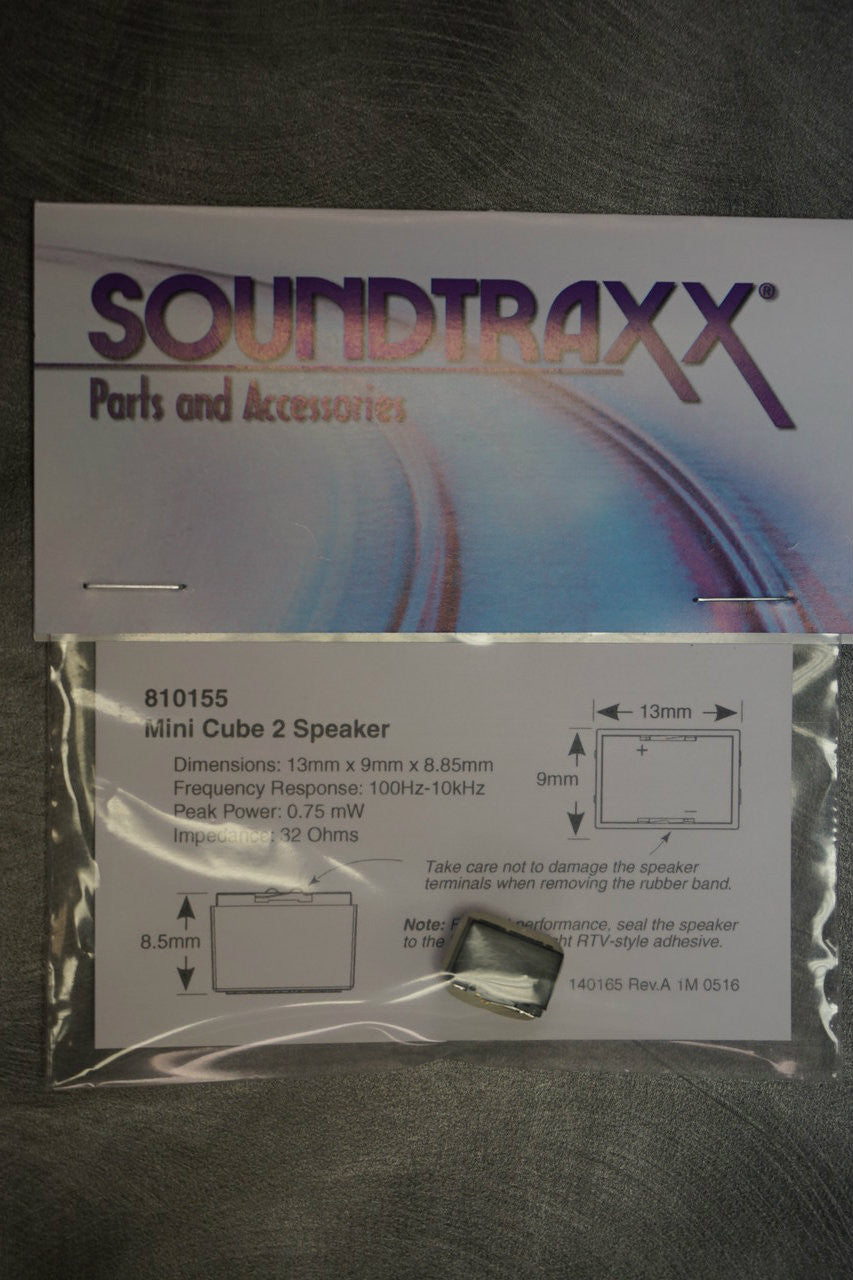 SOUNDTRAXX®
Parts and Accessories
810155
Mini Cube 2 Speaker
Dimensions: 13mm x 9mm x 8.85mm
Frequency Response: 100Hz-10kHz
Peak Power: 0.75 mW
Impedance: 32 Ohms
13mm
9mm
+
−
Take care not to damage the speaker
terminals when removing the rubber band.
8.5mm
Note: performance, seal the speaker
to the RTV-style adhesive.
140165 Rev.A 1M 0516